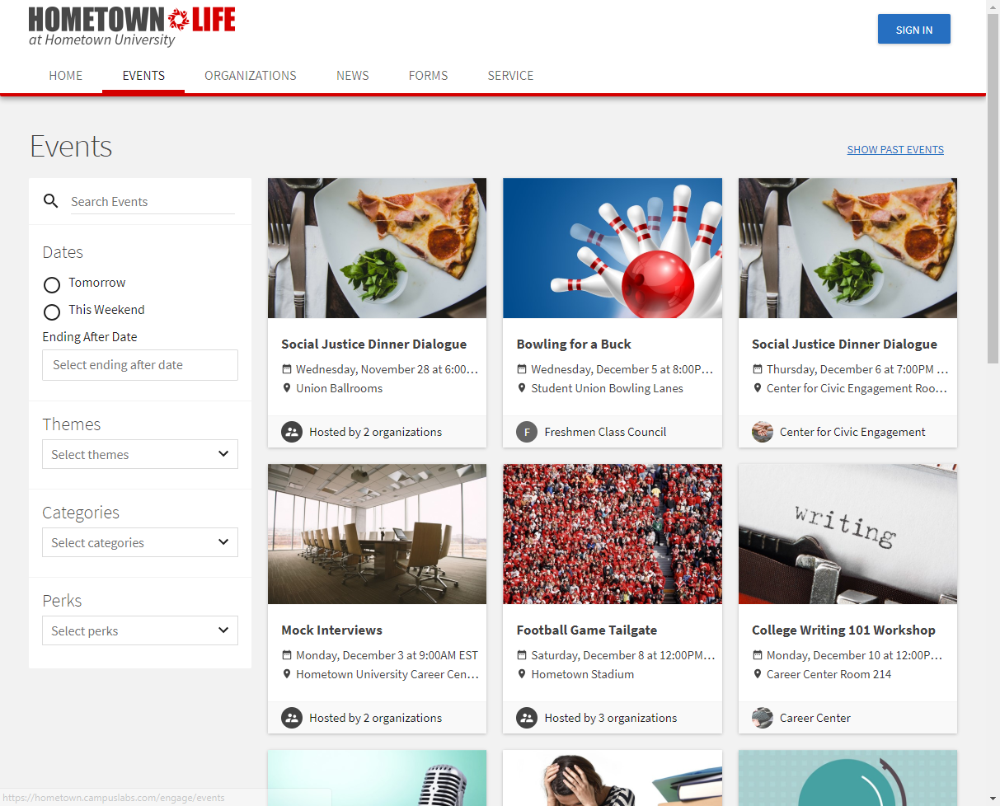 HOMETOWN LIFE
at Hometown University
SIGN IN
HOME EVENTS ORGANIZATIONS NEWS FORMS SERVICE
Events
SHOW PAST EVENTS
Search Events
Dates
Tomorrow
This Weekend
Ending After Date
Select ending after date
Themes
Select themes
Categories
Select categories
Perks
Select perks
Social Justice Dinner Dialogue
Wednesday, November 28 at 6:00...
Union Ballrooms
Hosted by 2 organizations
Bowling for a Buck
Wednesday, December 5 at 8:00P...
Student Union Bowling Lanes
F Freshmen Class Council
Social Justice Dinner Dialogue
Thursday, December 6 at 7:00PM ...
Center for Civic Engagement Roo...
Center for Civic Engagement
Mock Interviews
Monday, December 3 at 9:00AM EST
Hometown University Career Cen...
Hosted by 2 organizations
Football Game Tailgate
Saturday, December 8 at 12:00PM...
Hometown Stadium
Hosted by 3 organizations
writing
College Writing 101 Workshop
Monday, December 10 at 12:00P...
Career Center Room 214
Career Center
https://hometown.campuslabs.com/engage/events